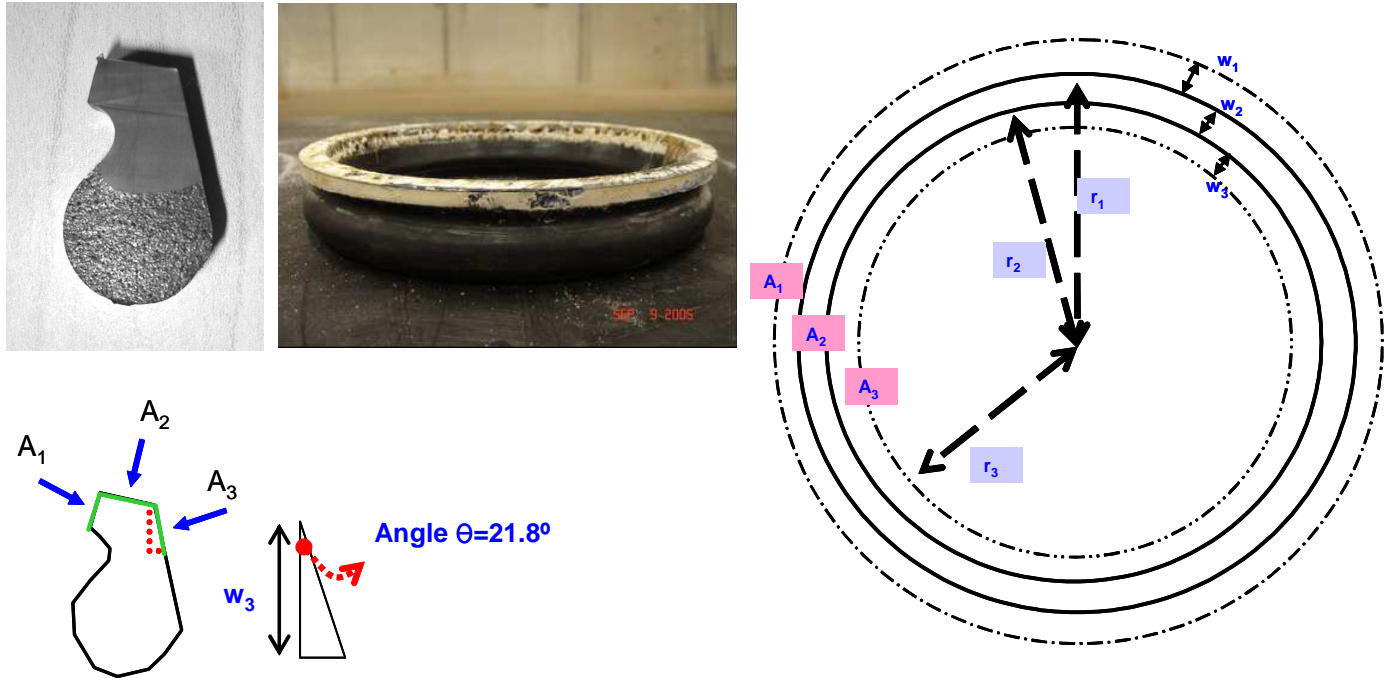 SEP 9 2005
w₁
w₂
w₃
r₁
r₂
r₃
A₁
A₂
A₃
A₁
A₂
A₃
w₃
Angle Θ=21.8º